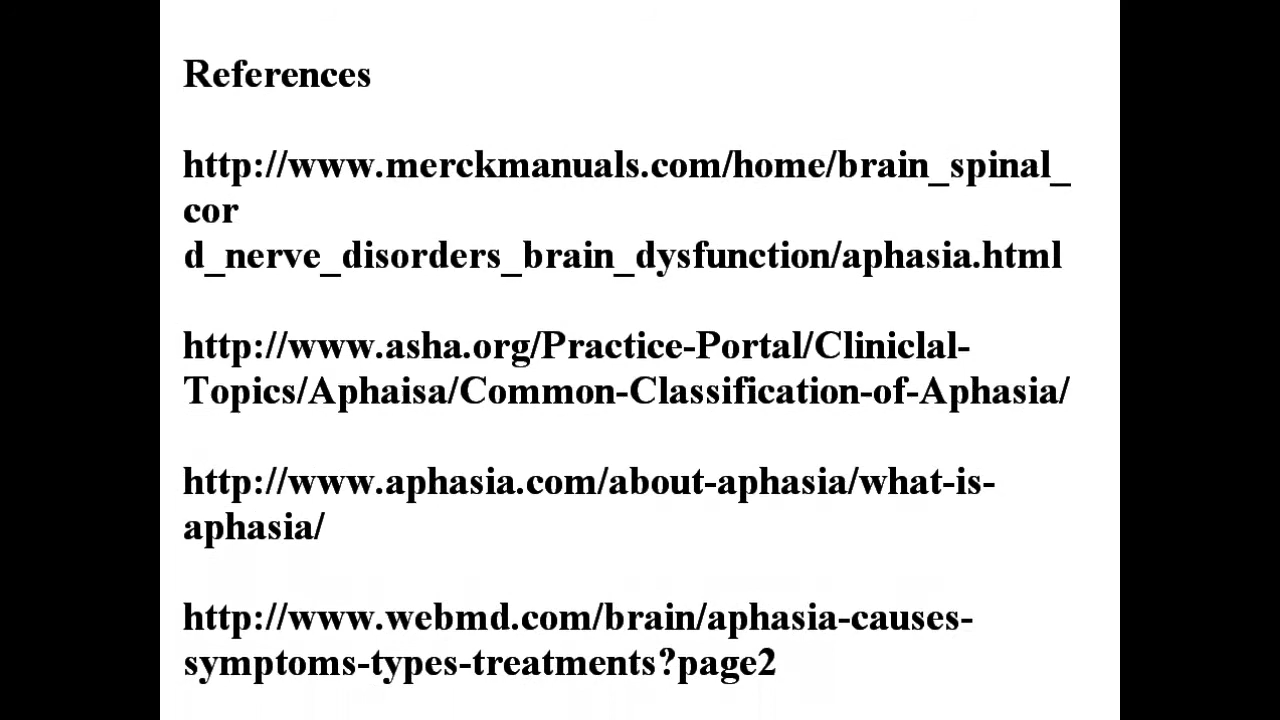 References
http://www.merckmanuals.com/home/brain_spinal_
cor
d_nerve_disorders_brain_dysfunction/aphasia.html
http://www.asha.org/Practice-Portal/Cliniclal-
Topics/Aphaisa/Common-Classification-of-Aphasia/
http://www.aphasia.com/about-aphasia/what-is-
aphasia/
http://www.webmd.com/brain/aphasia-causes-
symptoms-types-treatments?page2